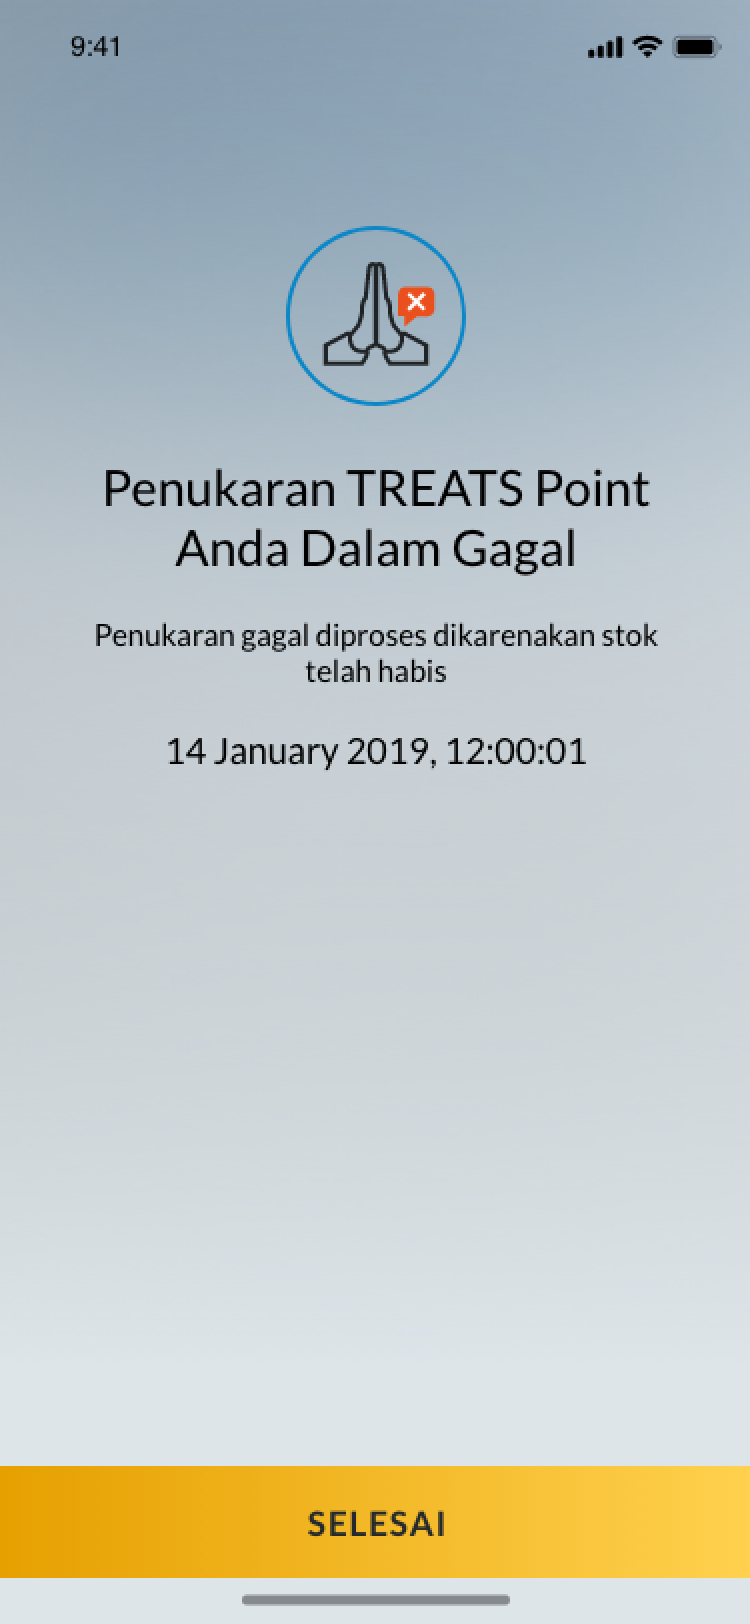 9:41
Penukaran TREATS Point
Anda Dalam Gagal
Penukaran gagal diproses dikarenakan stok
telah habis
14 January 2019, 12:00:01
SELESAI